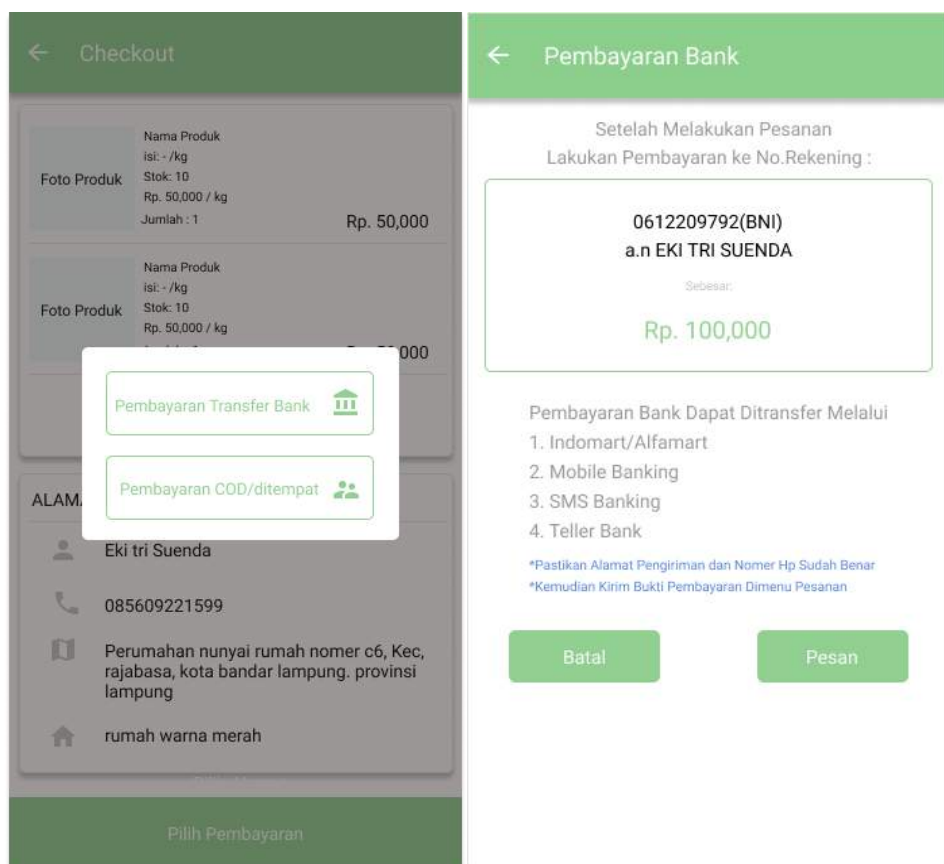 Checkout
Foto Produk
Nama Produk
isi: - /kg
Stok: 10
Rp. 50,000 / kg
Jumlah : 1
Rp. 50,000
Foto Produk
Nama Produk
isi: - /kg
Stok: 10
Rp. 50,000 / kg
000
Pembayaran Transfer Bank
Pembayaran COD/ditempat
ALAMA
Eki tri Suenda
085609221599
Perumahan nunyai rumah nomer c6, Kec,
rajabasa, kota bandar lampung. provinsi
lampung
rumah warna merah
Pilih Pembayaran
Pembayaran Bank
Setelah Melakukan Pesanan
Lakukan Pembayaran ke No.Rekening :
0612209792(BNI)
a.n EKI TRI SUENDA
Sebesar:
Rp. 100,000
Pembayaran Bank Dapat Ditransfer Melalui
1. Indomart/Alfamart
2. Mobile Banking
3. SMS Banking
4. Teller Bank
*Pastikan Alamat Pengiriman dan Nomer Hp Sudah Benar
*Kemudian Kirim Bukti Pembayaran Dimenu Pesanan
Batal
Pesan